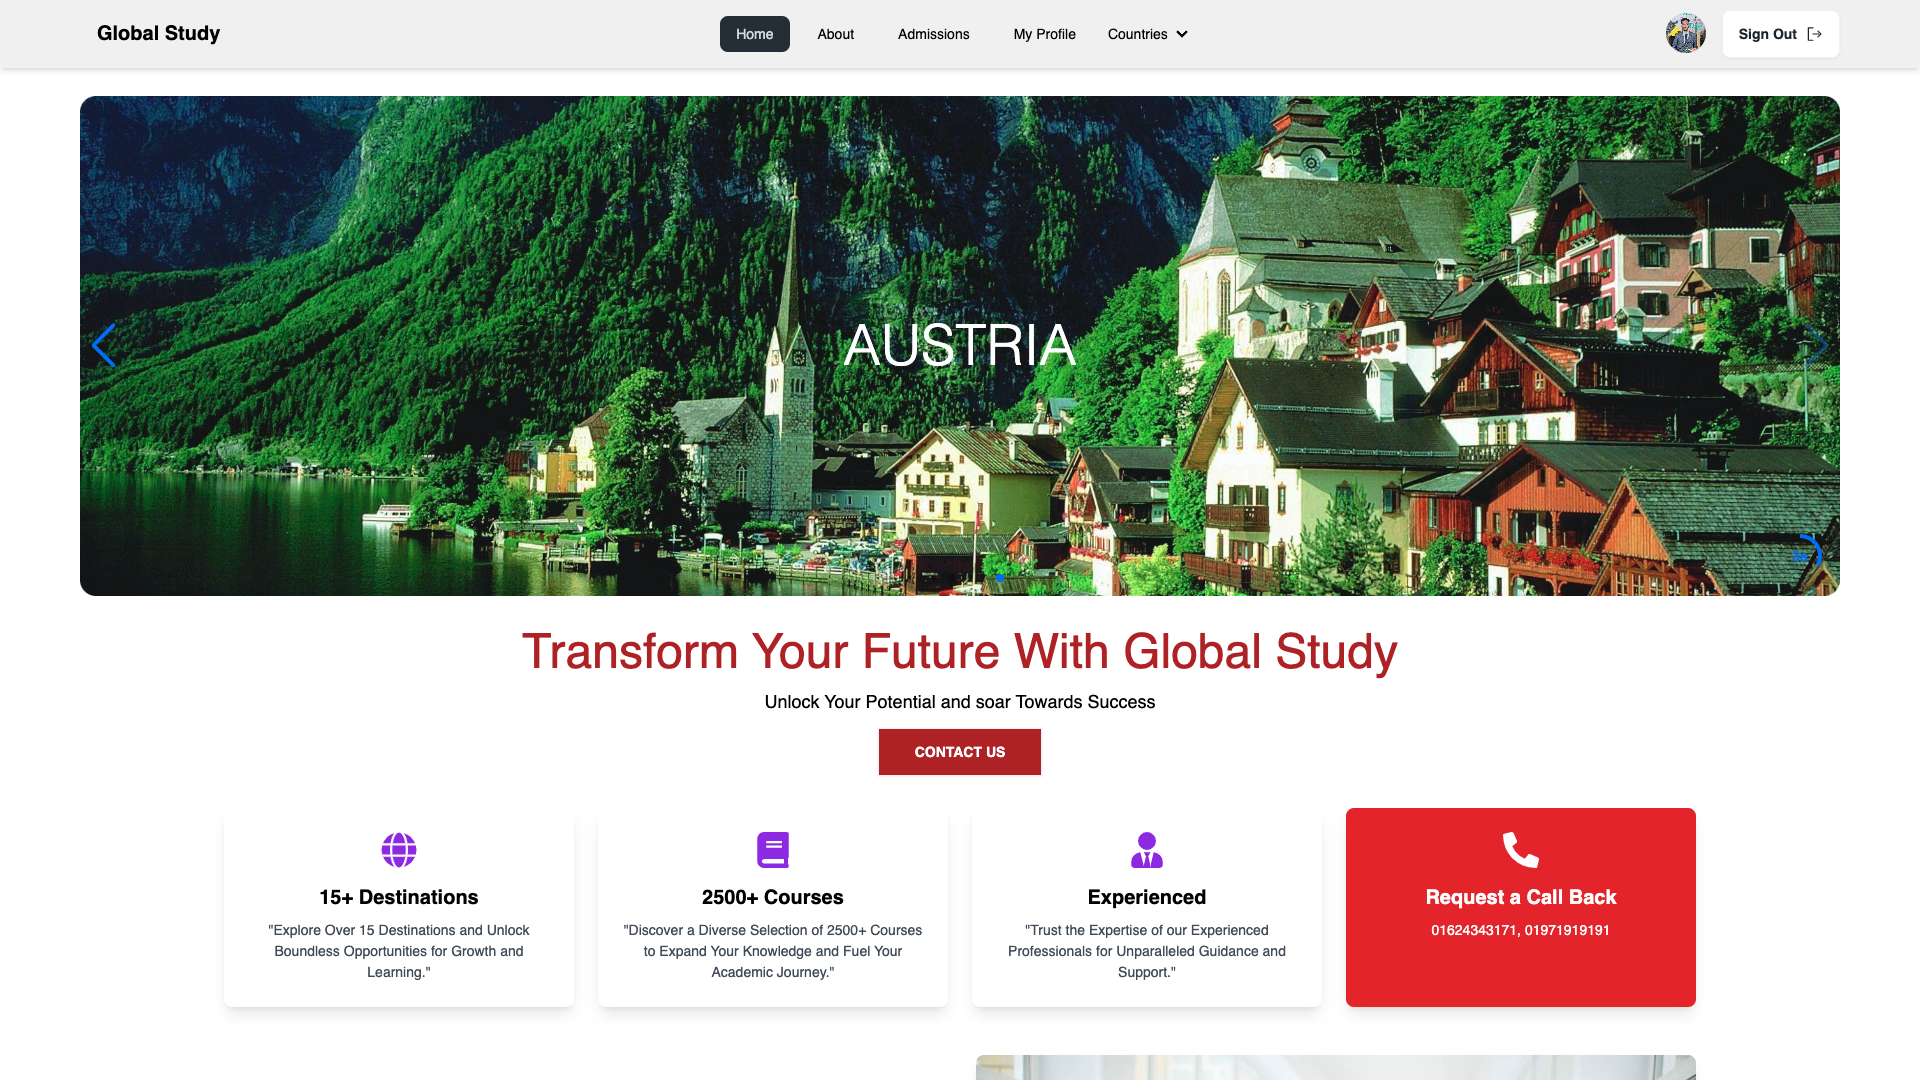 Global Study
Home
About
Admissions
My Profile
Countries
Sign Out
AUSTRIA
Transform Your Future With Global Study
Unlock Your Potential and soar Towards Success
CONTACT US
15+ Destinations
"Explore Over 15 Destinations and Unlock
Boundless Opportunities for Growth and
Learning."
2500+ Courses
"Discover a Diverse Selection of 2500+ Courses
to Expand Your Knowledge and Fuel Your
Academic Journey."
Experienced
"Trust the Expertise of our Experienced
Professionals for Unparalleled Guidance and
Support."
Request a Call Back
01624343171, 01971919191